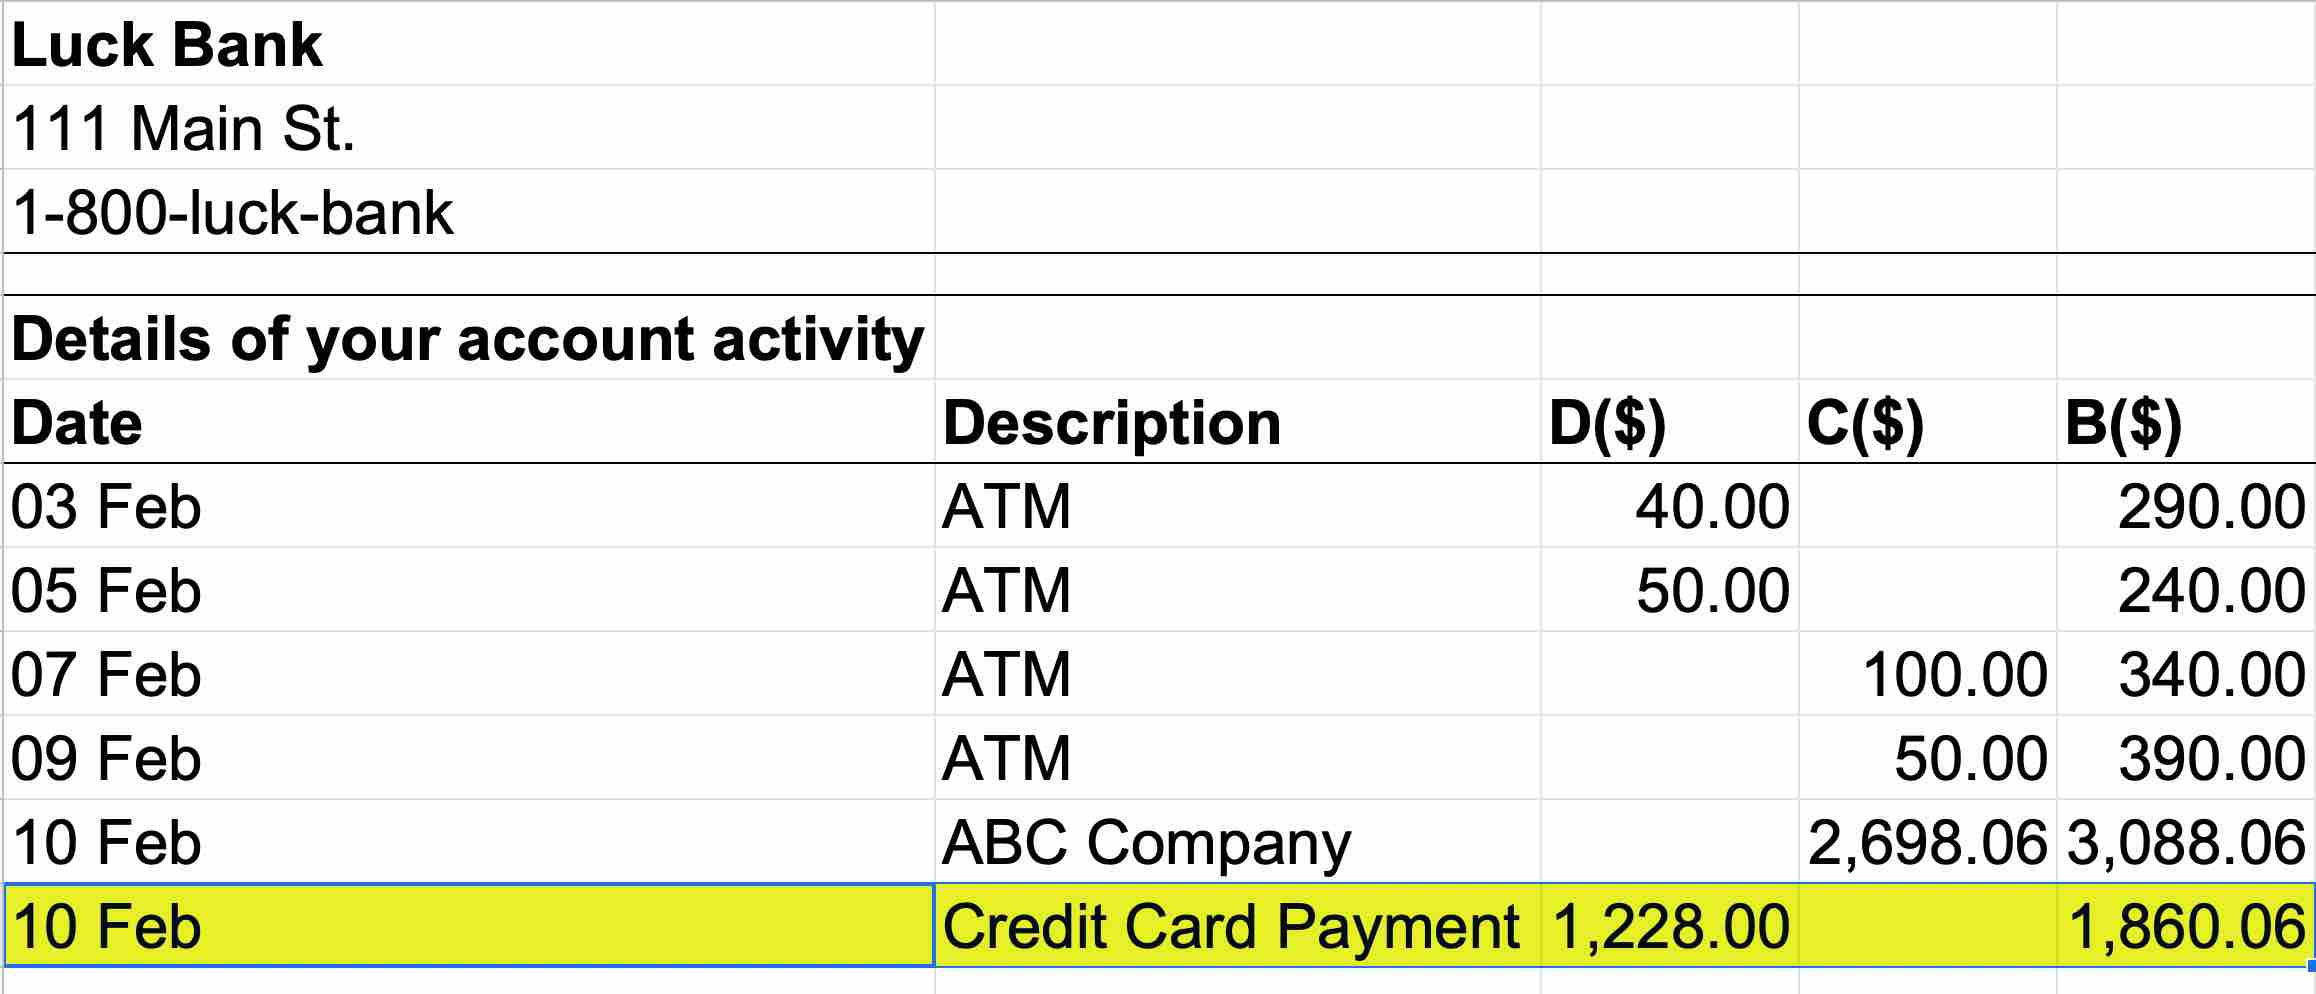 Luck Bank
111 Main St.
1-800-luck-bank
Details of your account activity
Date Description D($) C($) B($)
03 Feb ATM 40.00 290.00
05 Feb ATM 50.00 240.00
07 Feb ATM 100.00 340.00
09 Feb ATM 50.00 390.00
10 Feb ABC Company 2,698.06 3,088.06
10 Feb Credit Card Payment 1,228.00 1,860.06